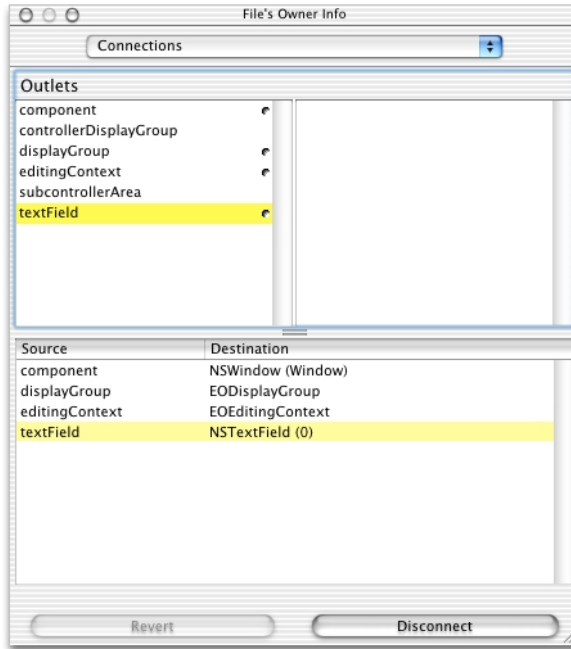 File's Owner Info
Connections
Outlets
component
controllerDisplayGroup
displayGroup
editingContext
subcontrollerArea
textField
Source Destination
component NSWindow (Window)
displayGroup EODisplayGroup
editingContext EOEditingContext
textField NSTextField (0)
Revert Disconnect